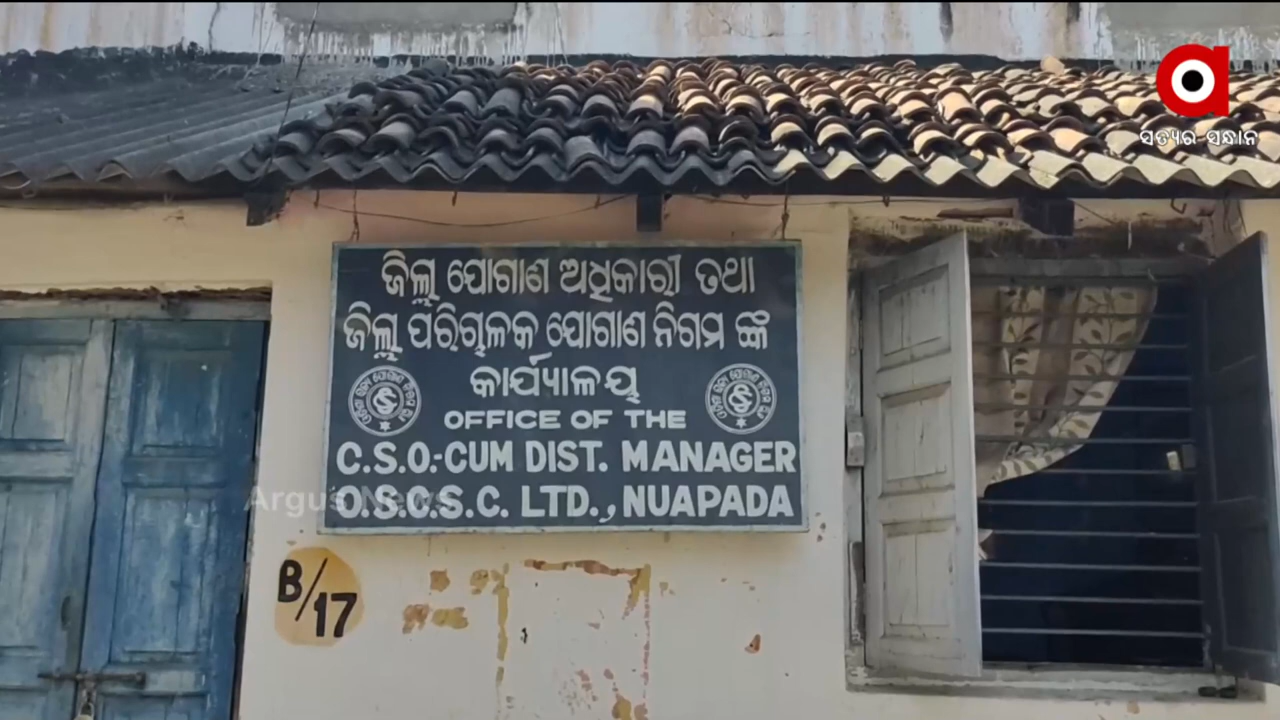 ସତ୍ୟର ସନ୍ଧାନ
ଜିଲ୍ଲା ଯୋଗାଣ ଅଧିକାରୀ ତଥା
ଜିଲ୍ଲା ପରିଚାଳକ ଯୋଗାଣ ନିଗମ ଙ୍କ
କାର୍ଯ୍ୟାଳୟ
OFFICE OF THE
C.S.O.-CUM DIST. MANAGER
O.S.C.S.C. LTD., NUAPADA
Argus News
B/17